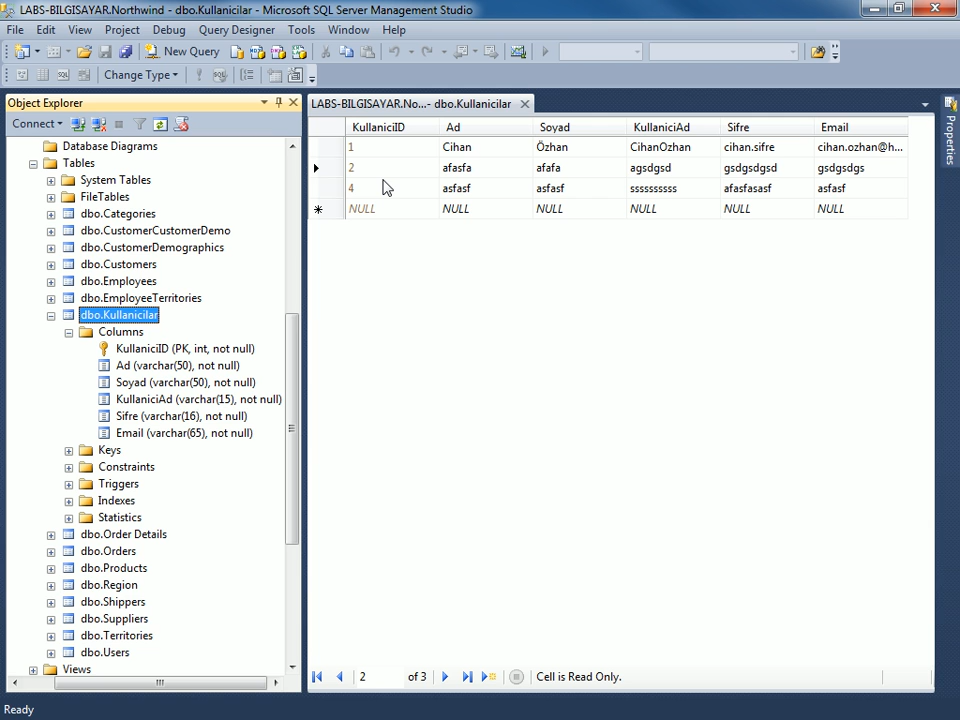 LABS-BILGISAYAR.Northwind - dbo.Kullanicilar - Microsoft SQL Server Management Studio
File Edit View Project Debug Query Designer Tools Window Help
New Query
Change Type
Object Explorer
Connect
Database Diagrams
Tables
System Tables
FileTables
dbo.Categories
dbo.CustomerCustomerDemo
dbo.CustomerDemographics
dbo.Customers
dbo.Employees
dbo.EmployeeTerritories
dbo.Kullanicilar
Columns
KullaniciID (PK, int, not null)
Ad (varchar(50), not null)
Soyad (varchar(50), not null)
KullaniciAd (varchar(15), not null)
Sifre (varchar(16), not null)
Email (varchar(65), not null)
Keys
Constraints
Triggers
Indexes
Statistics
dbo.Order Details
dbo.Orders
dbo.Products
dbo.Region
dbo.Shippers
dbo.Suppliers
dbo.Territories
dbo.Users
Views
LABS-BILGISAYAR.No...- dbo.Kullanicilar
KullaniciID Ad Soyad KullaniciAd Sifre Email
1 Cihan Özhan CihanOzhan cihan.sifre cihan.ozhan@h...
2 afasfa afafa agsdgsd gsdgsdgsd gsdgsdgs
4 asfasf asfasf ssssssssss afasfasasf asfasf
NULL NULL NULL NULL NULL NULL
2 of 3 Cell is Read Only.
Properties
Ready